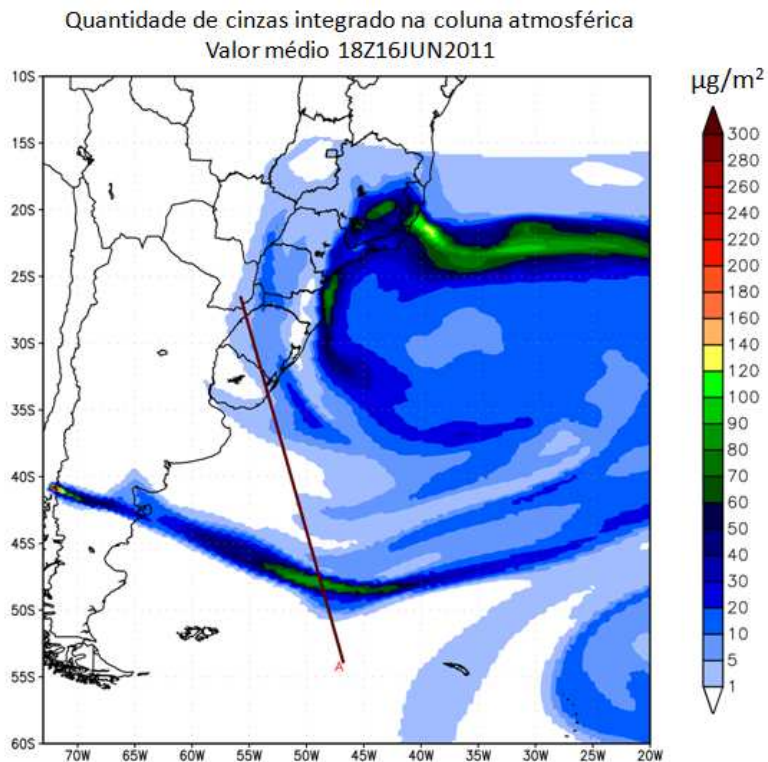 Quantidade de cinzas integrado na coluna atmosférica
Valor médio 18Z16JUN2011
µg/m²
10S
15S
20S
25S
30S
35S
40S
45S
50S
55S
60S
70W 65W 60W 55W 50W 45W 40W 35W 30W 25W 20W
A
300
280
260
240
220
200
180
160
140
120
100
90
80
70
60
50
40
30
20
10
5
1